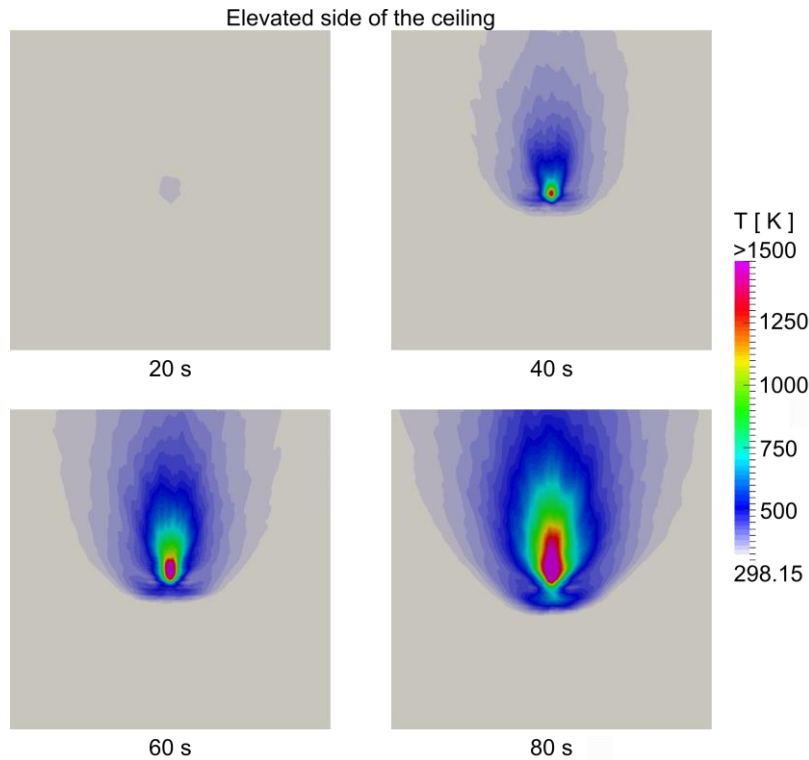 Elevated side of the ceiling
20 s
40 s
T [ K ]
>1500
1250
1000
750
500
298.15
60 s
80 s